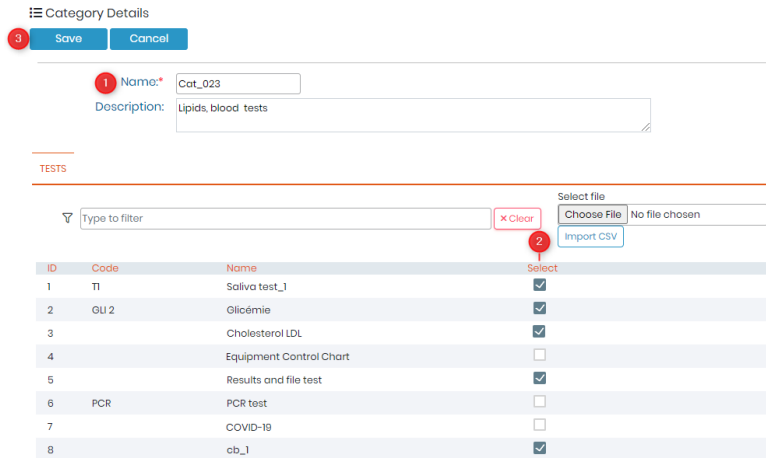 Category Details
3 Save Cancel
1 Name:* Cat_023
Description: Lipids, blood tests
TESTS
Select file
Type to filter × Clear Choose File No file chosen
2 Import CSV
ID Code Name Select
1 T1 Saliva test_1
2 GLI 2 Glicémie
3 Cholesterol LDL
4 Equipment Control Chart
5 Results and file test
6 PCR PCR test
7 COVID-19
8 cb_1